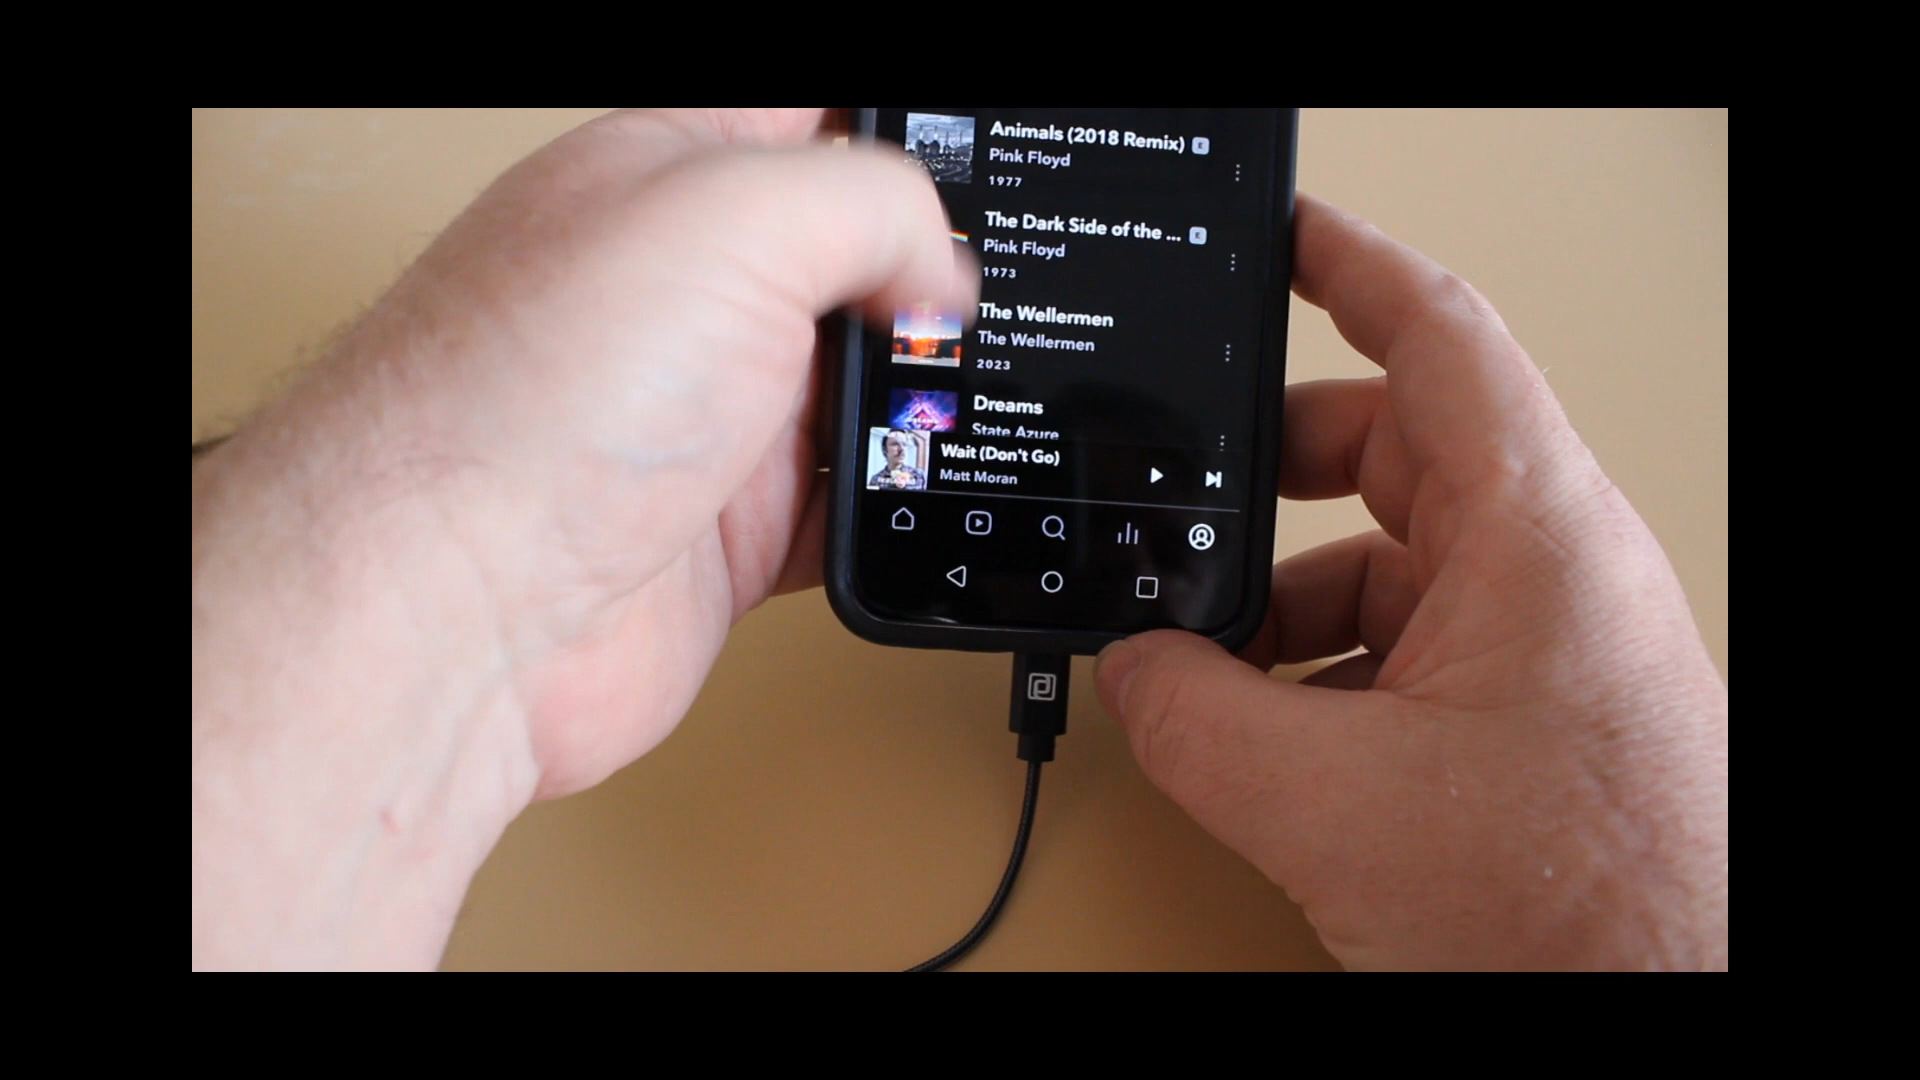 Animals (2018 Remix) E
Pink Floyd
1977
The Dark Side of the ... E
Pink Floyd
1973
The Wellermen
The Wellermen
2023
Dreams
State Azure
Wait (Don't Go)
Matt Moran